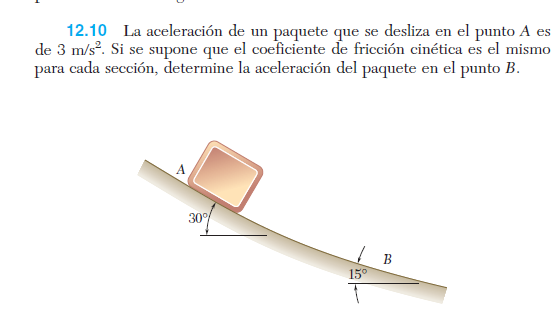 12.10 La aceleración de un paquete que se desliza en el punto A es
de 3 m/s². Si se supone que el coeficiente de fricción cinética es el mismo
para cada sección, determine la aceleración del paquete en el punto B.
A
30°
B
15°